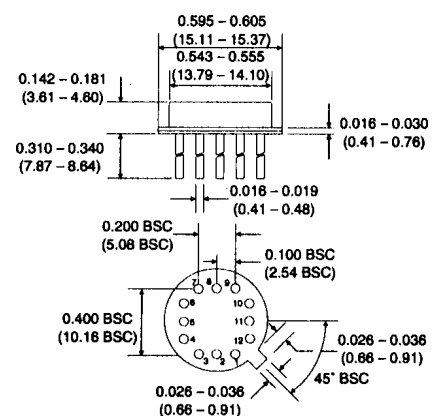 0.595 – 0.605
(15.11 – 15.37)
0.543 – 0.555
(13.79 – 14.10)
0.142 – 0.181
(3.61 – 4.60)
0.016 – 0.030
(0.41 – 0.76)
0.310 – 0.340
(7.87 – 8.64)
0.016 – 0.019
(0.41 – 0.48)
0.200 BSC
(5.08 BSC)
0.100 BSC
(2.54 BSC)
7 8 9
6 10
5 11
4 12
3 2 1
0.400 BSC
(10.16 BSC)
0.026 – 0.036
(0.66 – 0.91)
0.026 – 0.036
(0.66 – 0.91)
45° BSC